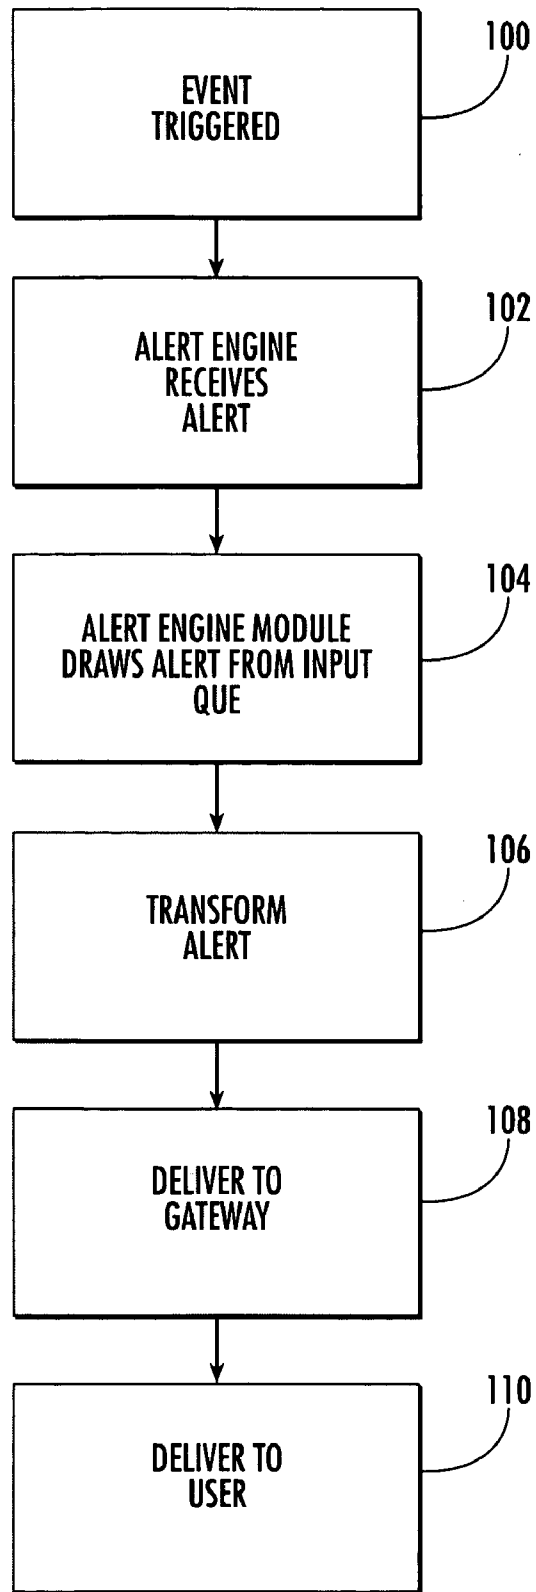 100
EVENT
TRIGGERED
102
ALERT ENGINE
RECEIVES
ALERT
104
ALERT ENGINE MODULE
DRAWS ALERT FROM INPUT
QUE
106
TRANSFORM
ALERT
108
DELIVER TO
GATEWAY
110
DELIVER TO
USER